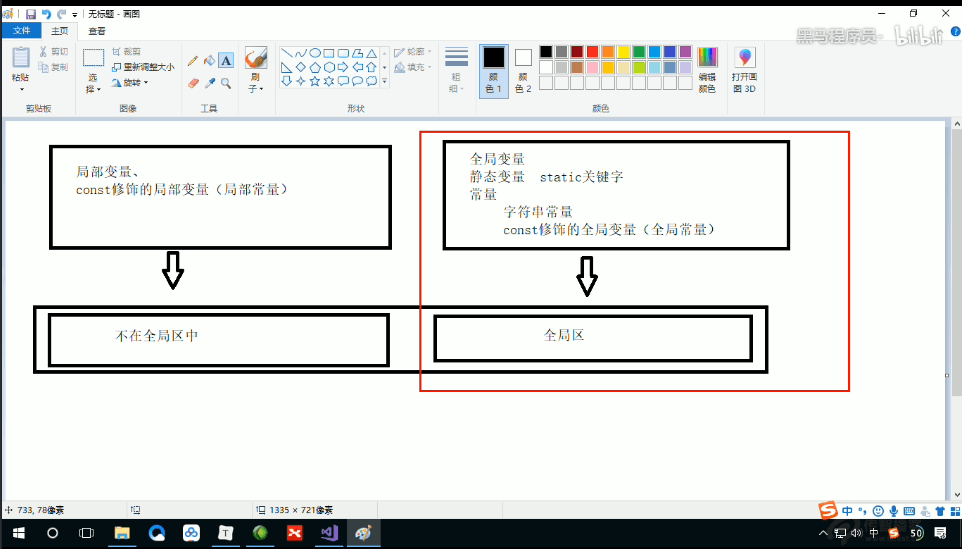 无标题 - 画图
文件 主页 查看
粘贴
剪切
复制
剪贴板
选择
裁剪
重新调整大小
旋转
图像
A
工具
刷子
形状
轮廓
填充
粗细
颜色 1
颜色 2
颜色
编辑颜色
打开画图 3D
黑马程序员 bilibili
局部变量、
const修饰的局部变量（局部常量）
全局变量
静态变量 static关键字
常量
字符串常量
const修饰的全局变量（全局常量）
不在全局区中
全局区
733, 78像素
1335 × 721像素
中
中
50